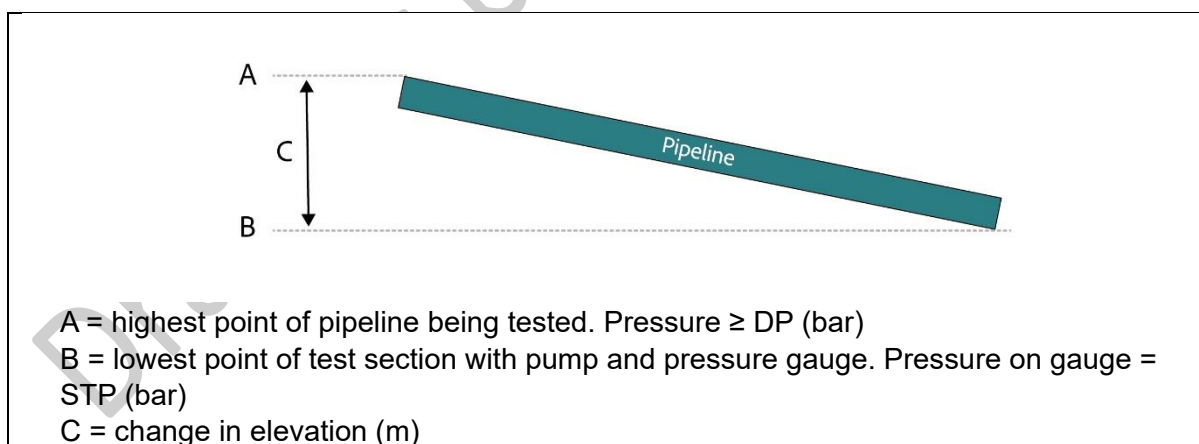 A
C
Pipeline
B
A = highest point of pipeline being tested. Pressure ≥ DP (bar)
B = lowest point of test section with pump and pressure gauge. Pressure on gauge =
STP (bar)
C = change in elevation (m)